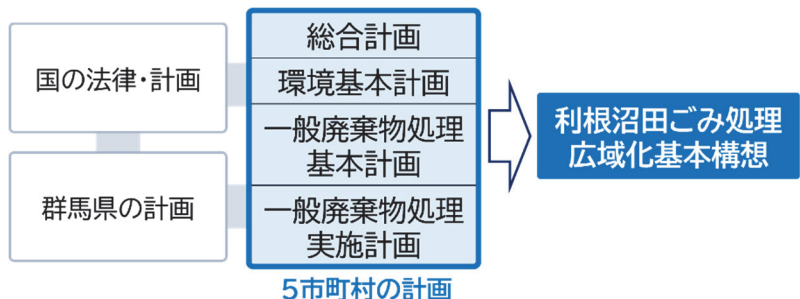 国の法律・計画
群馬県の計画
総合計画
環境基本計画
一般廃棄物処理
基本計画
一般廃棄物処理
実施計画
5市町村の計画
利根沼田ごみ処理
広域化基本構想